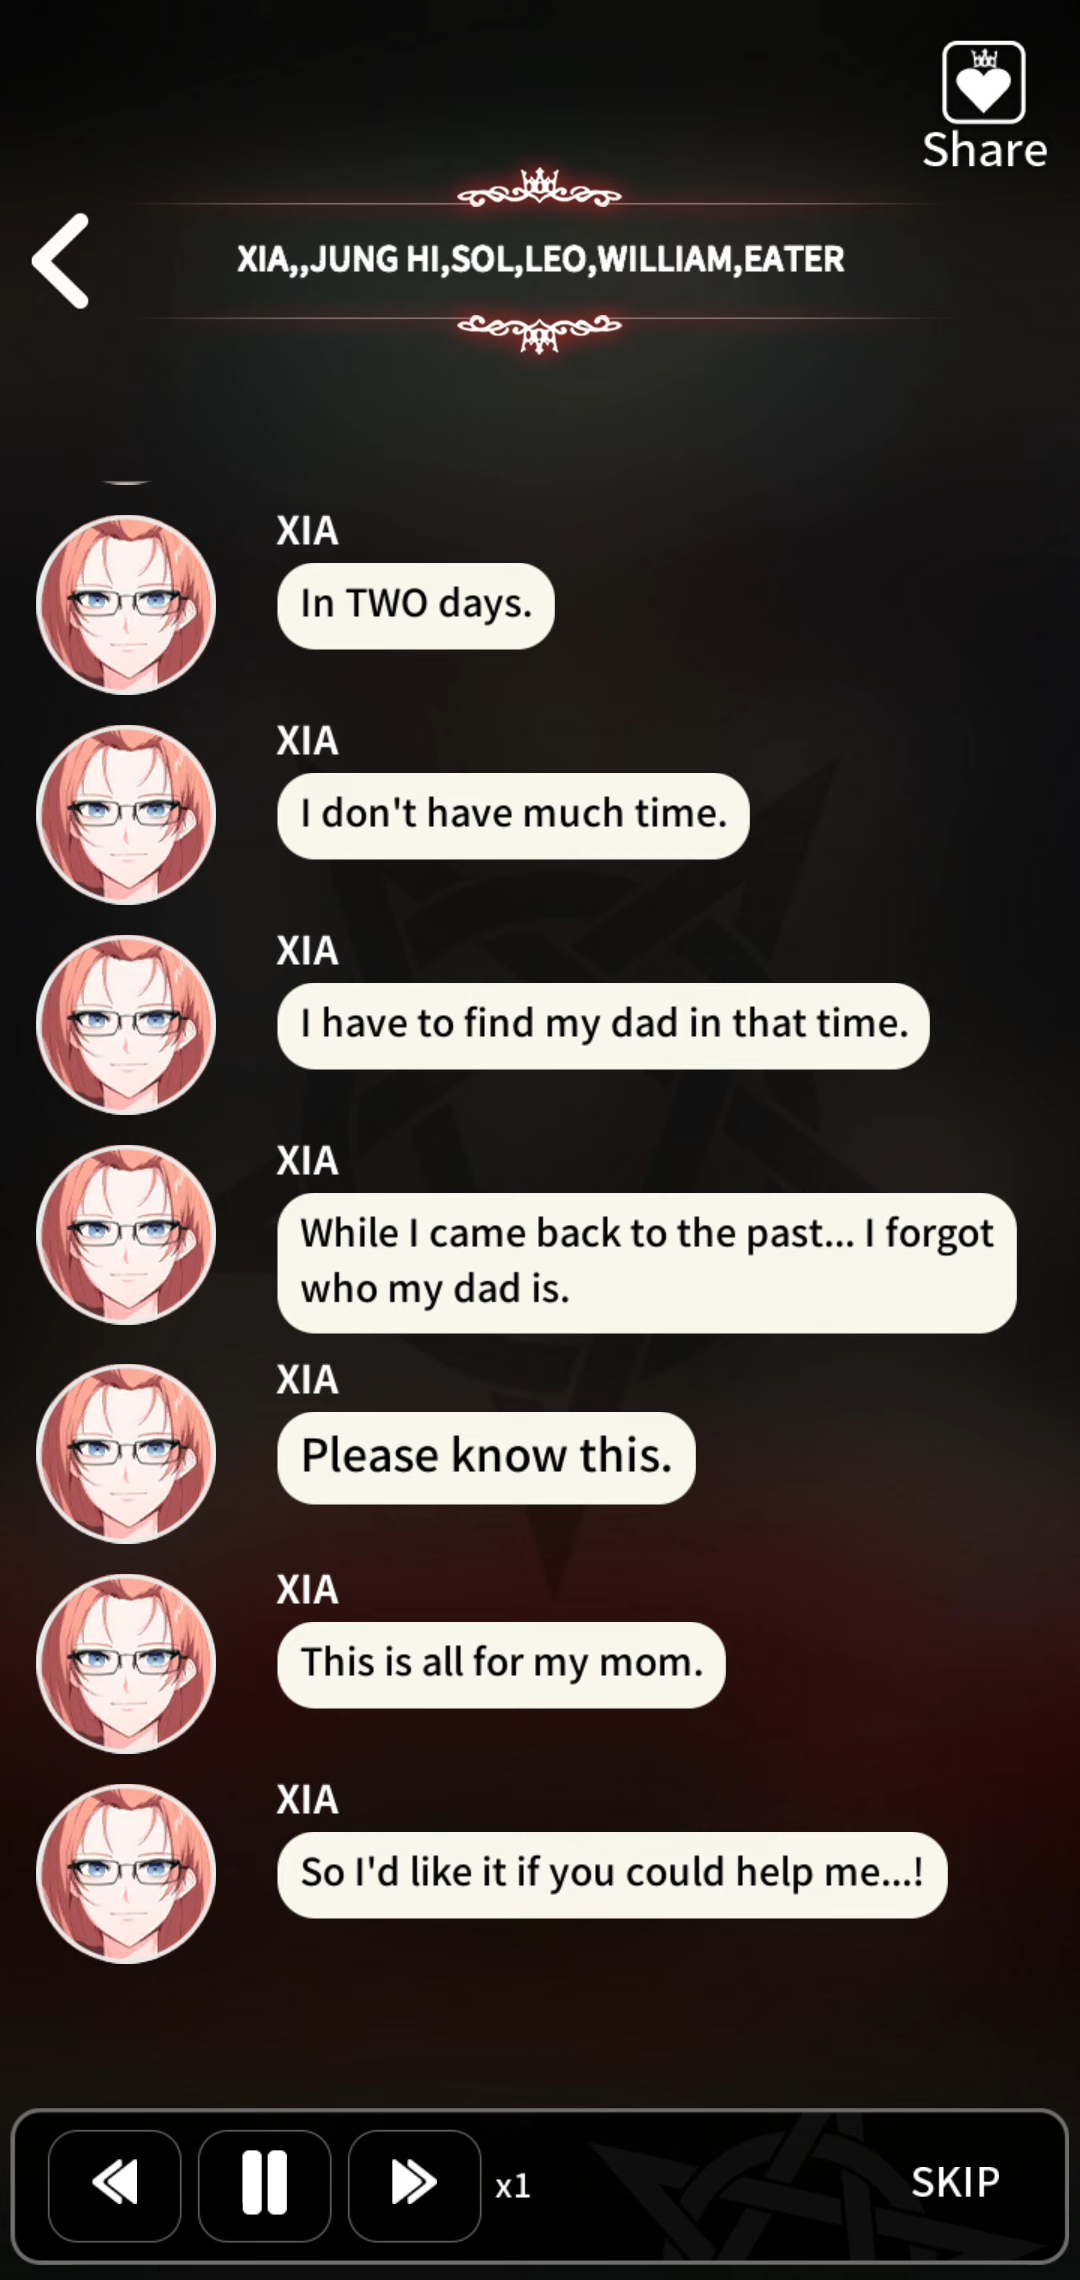 Share
XIA,,JUNG HI,SOL,LEO,WILLIAM,EATER
XIA
In TWO days.
XIA
I don't have much time.
XIA
I have to find my dad in that time.
XIA
While I came back to the past... I forgot
who my dad is.
XIA
Please know this.
XIA
This is all for my mom.
XIA
So I'd like it if you could help me...!
x1
SKIP